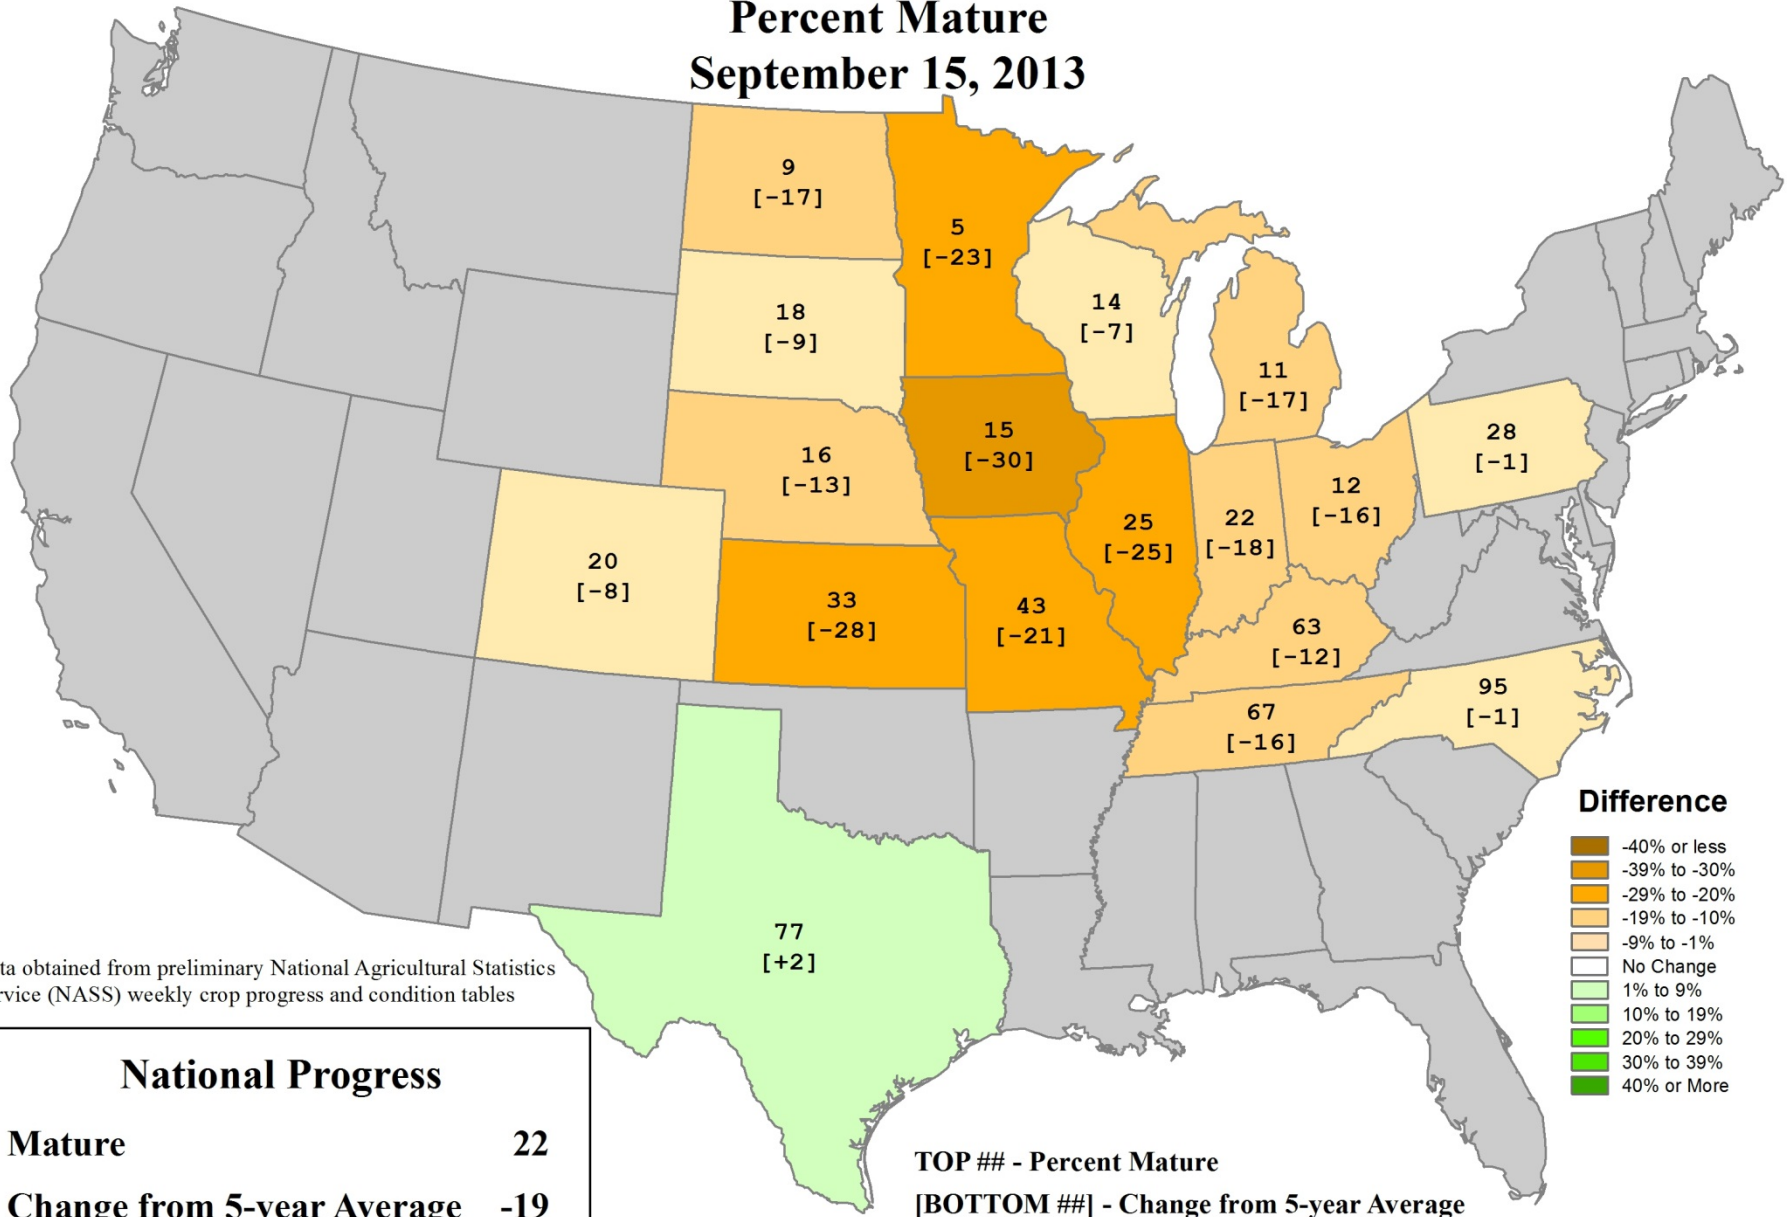 Percent Mature
September 15, 2013
9
[-17]
5
[-23]
18
[-9]
14
[-7]
11
[-17]
16
[-13]
15
[-30]
28
[-1]
25
[-25]
22
[-18]
12
[-16]
20
[-8]
33
[-28]
43
[-21]
63
[-12]
67
[-16]
95
[-1]
77
[+2]
Difference
-40% or less
-39% to -30%
-29% to -20%
-19% to -10%
-9% to -1%
No Change
1% to 9%
10% to 19%
20% to 29%
30% to 39%
40% or More
ta obtained from preliminary National Agricultural Statistics
rvice (NASS) weekly crop progress and condition tables
National Progress
Mature 22
Change from 5-year Average -19
TOP ## - Percent Mature
[BOTTOM ##] - Change from 5-year Average